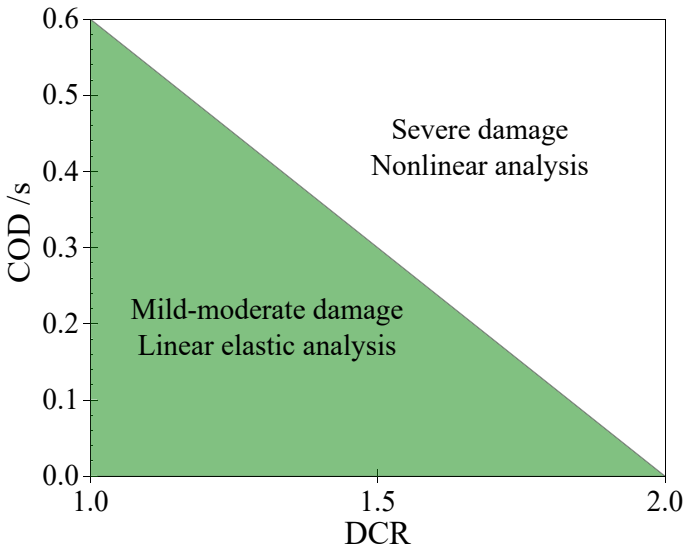 0.6
0.5
Severe damage
Nonlinear analysis
0.4
COD /s
0.3
Mild-moderate damage
0.2
Linear elastic analysis
0.1
0.0
1.0
1.5
2.0
DCR